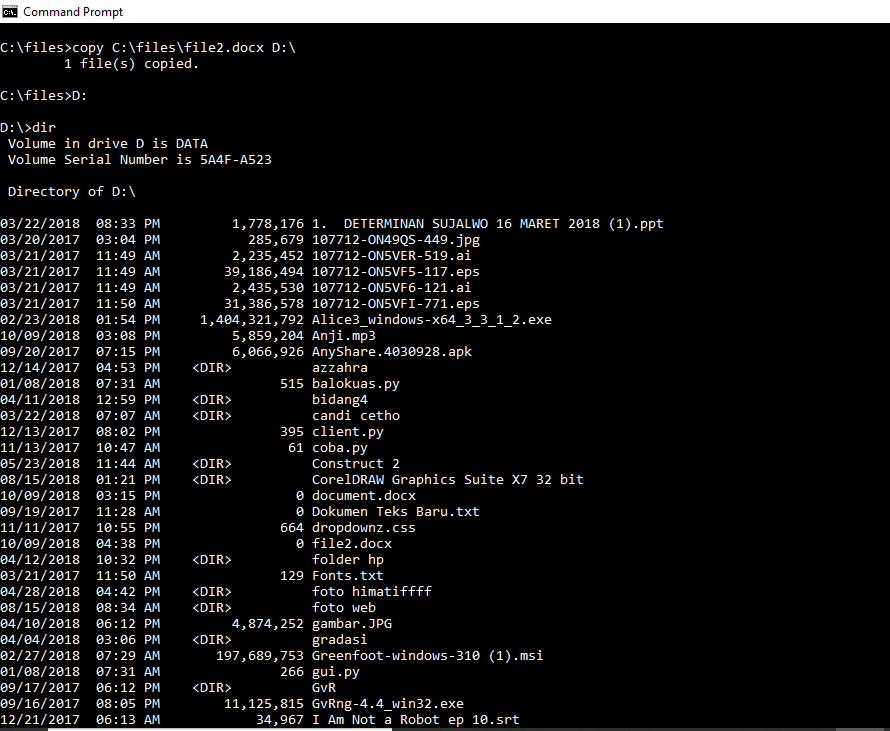 Command Prompt
C:\files>copy C:\files\file2.docx D:\
        1 file(s) copied.
C:\files>D:
D:\>dir
 Volume in drive D is DATA
 Volume Serial Number is 5A4F-A523
 Directory of D:\
03/22/2018  08:33 PM         1,778,176 1.  DETERMINAN SUJALWO 16 MARET 2018 (1).ppt
03/20/2017  03:04 PM           285,679 107712-ON49QS-449.jpg
03/21/2017  11:49 AM         2,235,452 107712-ON5VER-519.ai
03/21/2017  11:49 AM        39,186,494 107712-ON5VF5-117.eps
03/21/2017  11:49 AM         2,435,530 107712-ON5VF6-121.ai
03/21/2017  11:50 AM        31,386,578 107712-ON5VFI-771.eps
02/23/2018  01:54 PM     1,404,321,792 Alice3_windows-x64_3_3_1_2.exe
10/09/2018  03:08 PM         5,859,204 Anji.mp3
09/20/2017  07:15 PM         6,066,926 AnyShare.4030928.apk
12/14/2017  04:53 PM    <DIR>          azzahra
01/08/2018  07:31 AM               515 balokuas.py
04/11/2018  12:59 PM    <DIR>          bidang4
03/22/2018  07:07 AM    <DIR>          candi cetho
12/13/2017  08:02 PM               395 client.py
11/13/2017  10:47 AM                61 coba.py
05/23/2018  11:44 AM    <DIR>          Construct 2
08/15/2018  01:21 PM    <DIR>          CorelDRAW Graphics Suite X7 32 bit
10/09/2018  03:15 PM                 0 document.docx
09/19/2017  11:28 AM                 0 Dokumen Teks Baru.txt
11/11/2017  10:55 PM               664 dropdownz.css
10/09/2018  04:38 PM                 0 file2.docx
04/12/2018  10:32 PM    <DIR>          folder hp
03/21/2017  11:50 AM               129 Fonts.txt
04/28/2018  04:42 PM    <DIR>          foto himatiffff
08/15/2018  08:34 AM    <DIR>          foto web
04/10/2018  06:12 PM         4,874,252 gambar.JPG
04/04/2018  03:06 PM    <DIR>          gradasi
02/27/2018  07:29 AM       197,689,753 Greenfoot-windows-310 (1).msi
01/08/2018  07:31 AM               266 gui.py
09/17/2017  06:12 PM    <DIR>          GvR
09/16/2017  08:05 PM        11,125,815 GvRng-4.4_win32.exe
12/21/2017  06:13 AM            34,967 I Am Not a Robot ep 10.srt